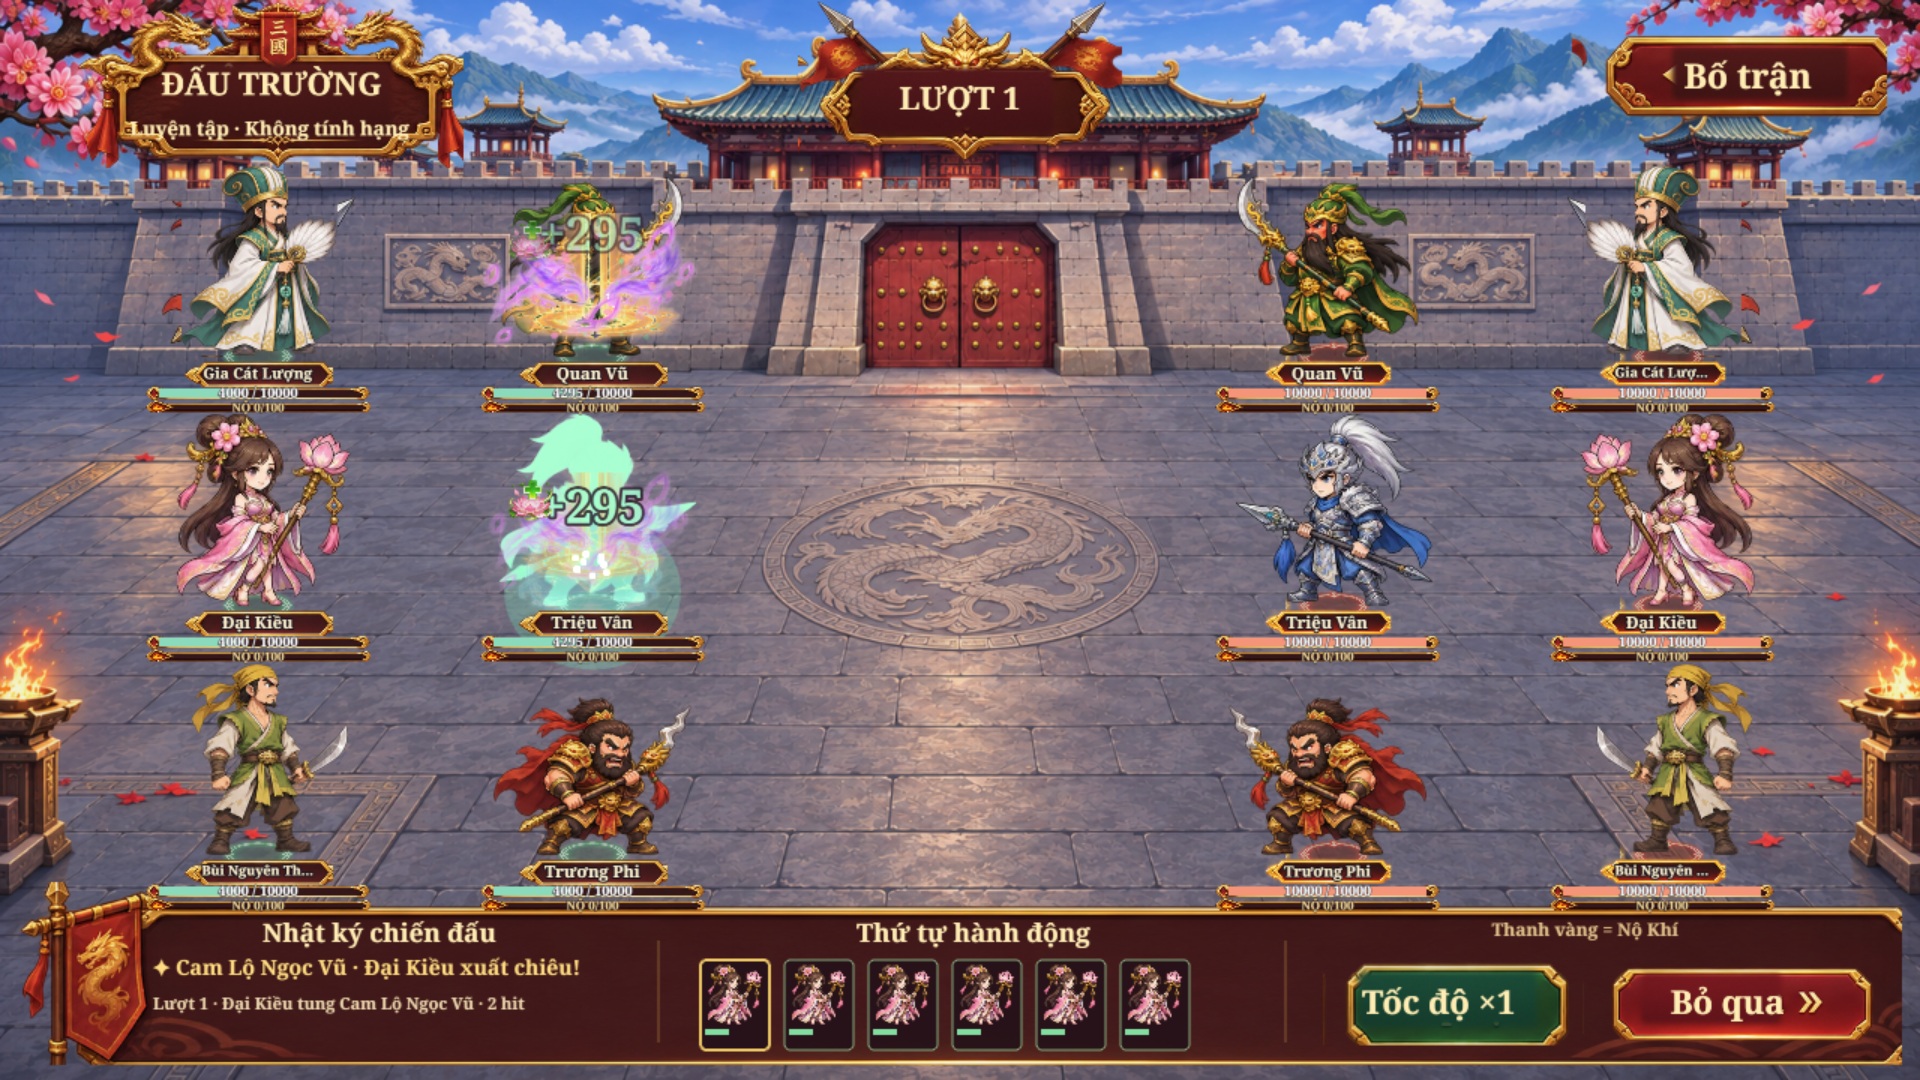 三國
ĐẤU TRƯỜNG
Luyện tập · Không tính hạng
LƯỢT 1
Bố trận
+295
Gia Cát Lượng
4000 / 10000
NỘ 0/100
Quan Vũ
4295 / 10000
NỘ 0/100
Quan Vũ
10000 / 10000
NỘ 0/100
Gia Cát Lượ...
10000 / 10000
NỘ 0/100
+295
Đại Kiều
4000 / 10000
NỘ 0/100
Triệu Vân
4295 / 10000
NỘ 0/100
Triệu Vân
10000 / 10000
NỘ 0/100
Đại Kiều
10000 / 10000
NỘ 0/100
Bùi Nguyên Th...
4000 / 10000
NỘ 0/100
Trương Phi
4000 / 10000
NỘ 0/100
Trương Phi
10000 / 10000
NỘ 0/100
Bùi Nguyên ...
10000 / 10000
NỘ 0/100
Nhật ký chiến đấu
✦ Cam Lộ Ngọc Vũ · Đại Kiều xuất chiêu!
Lượt 1 · Đại Kiều tung Cam Lộ Ngọc Vũ · 2 hit
Thứ tự hành động
Thanh vàng = Nộ Khí
Tốc độ ×1
Bỏ qua »